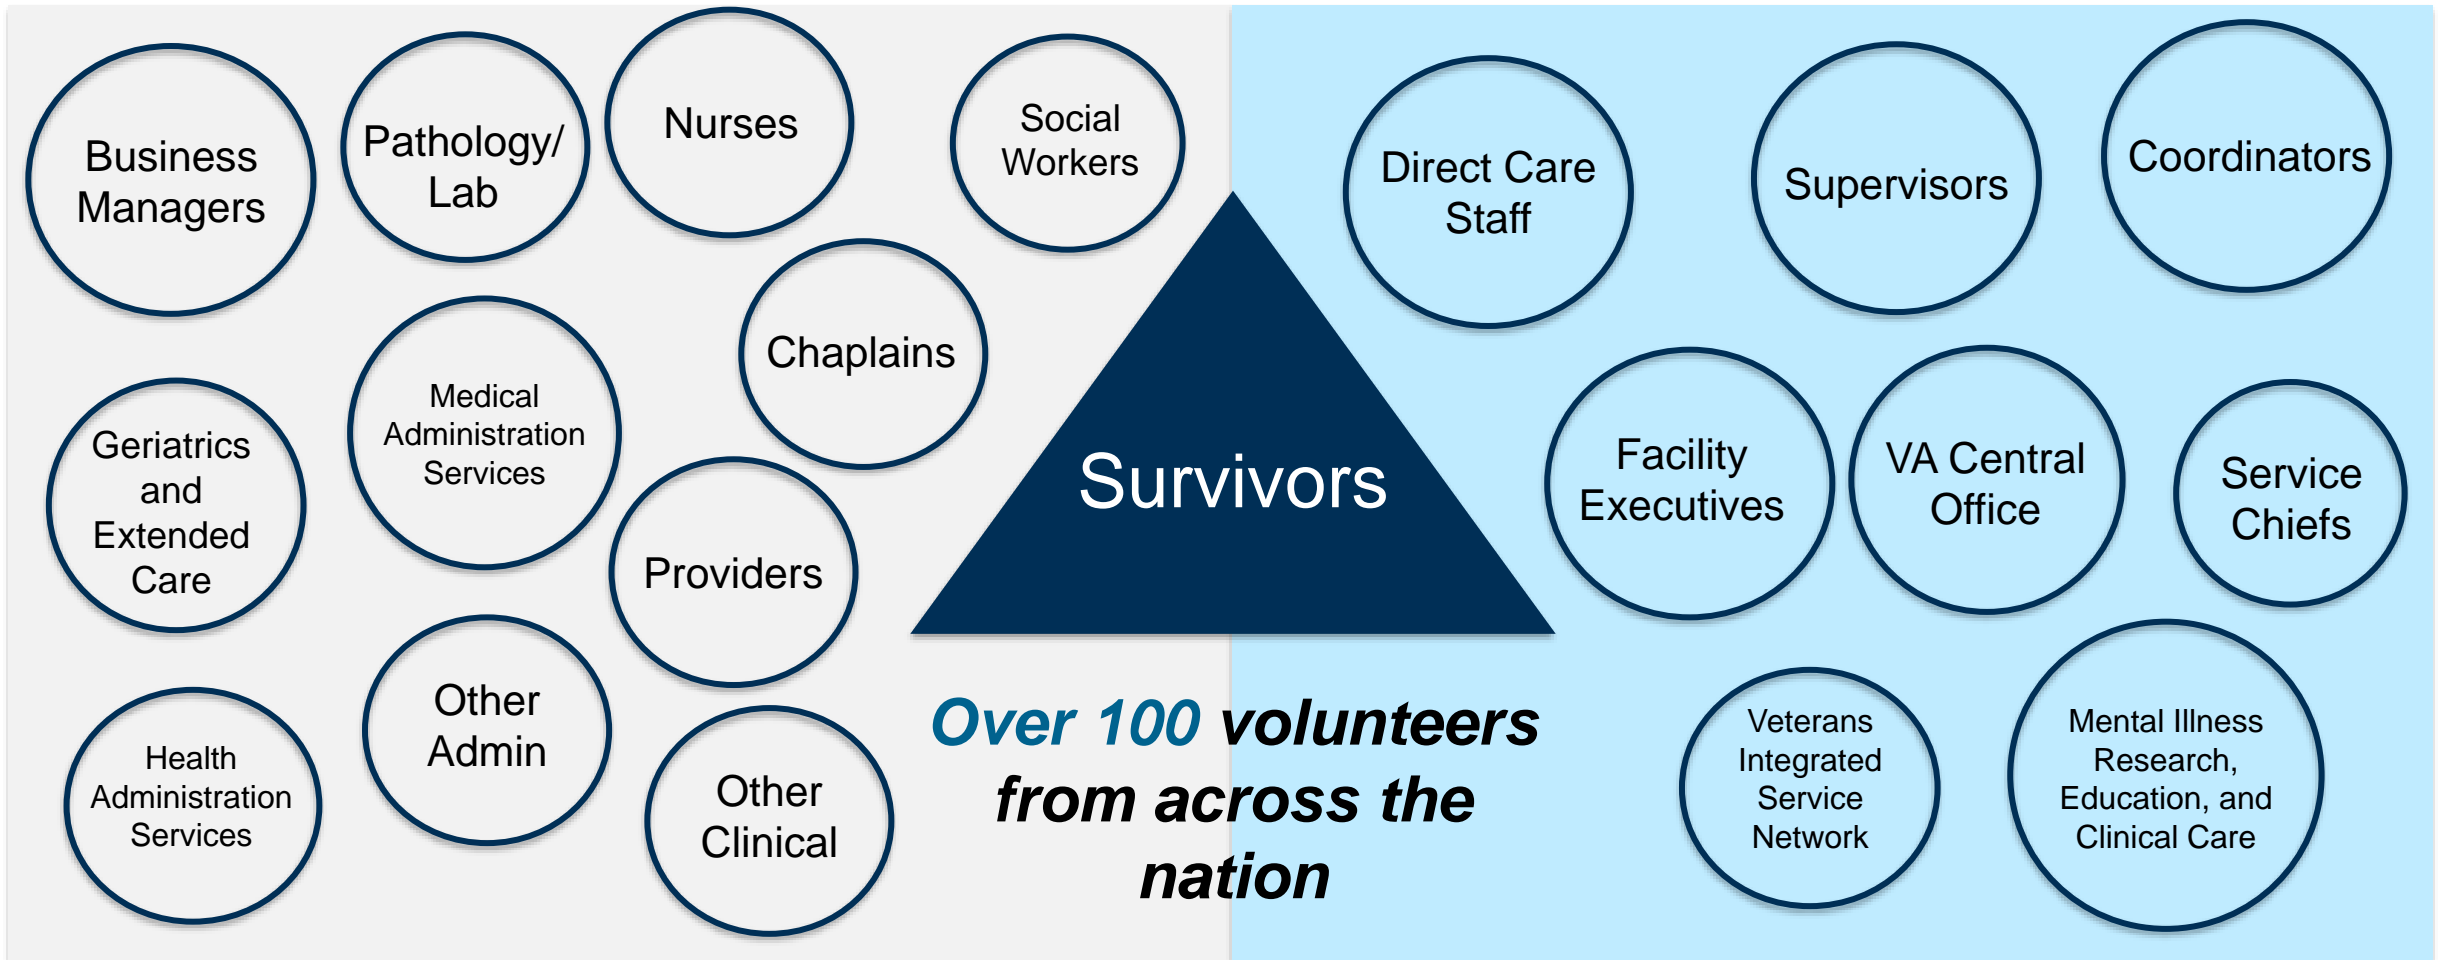 Business
Managers
Pathology/
Lab
Nurses
Social
Workers
Chaplains
Medical
Administration
Services
Geriatrics
and
Extended
Care
Providers
Other
Admin
Health
Administration
Services
Other
Clinical
Survivors
Over 100 volunteers
from across the
nation
Direct Care
Staff
Supervisors
Coordinators
Facility
Executives
VA Central
Office
Service
Chiefs
Veterans
Integrated
Service
Network
Mental Illness
Research,
Education, and
Clinical Care